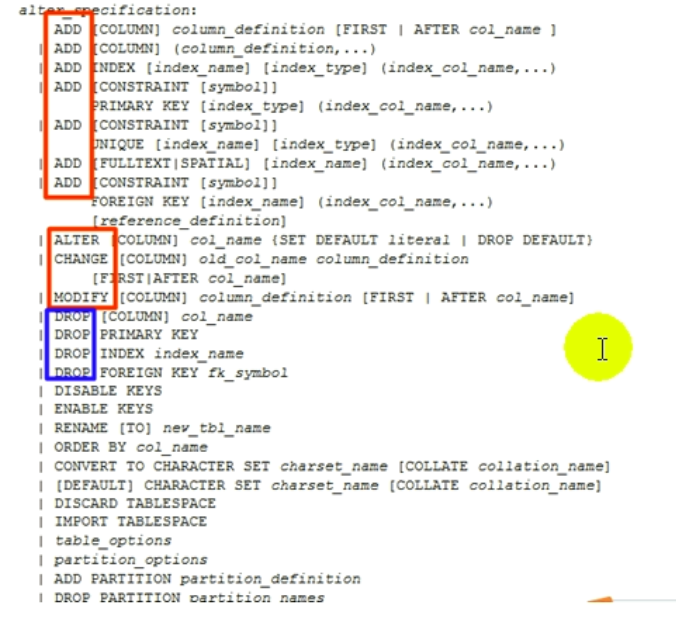 alter_specification:
ADD [COLUMN] column_definition [FIRST | AFTER col_name ]
| ADD [COLUMN] (column_definition,...)
| ADD INDEX [index_name] [index_type] (index_col_name,...)
| ADD [CONSTRAINT [symbol]]
PRIMARY KEY [index_type] (index_col_name,...)
| ADD [CONSTRAINT [symbol]]
UNIQUE [index_name] [index_type] (index_col_name,...)
| ADD [FULLTEXT|SPATIAL] [index_name] (index_col_name,...)
| ADD [CONSTRAINT [symbol]]
FOREIGN KEY [index_name] (index_col_name,...)
[reference_definition]
| ALTER [COLUMN] col_name {SET DEFAULT literal | DROP DEFAULT}
| CHANGE [COLUMN] old_col_name column_definition
[FIRST|AFTER col_name]
| MODIFY [COLUMN] column_definition [FIRST | AFTER col_name]
| DROP [COLUMN] col_name
| DROP PRIMARY KEY
| DROP INDEX index_name
| DROP FOREIGN KEY fk_symbol
| DISABLE KEYS
| ENABLE KEYS
| RENAME [TO] new_tbl_name
| ORDER BY col_name
| CONVERT TO CHARACTER SET charset_name [COLLATE collation_name]
| [DEFAULT] CHARACTER SET charset_name [COLLATE collation_name]
| DISCARD TABLESPACE
| IMPORT TABLESPACE
| table_options
| partition_options
| ADD PARTITION partition_definition
| DROP PARTITION partition_names